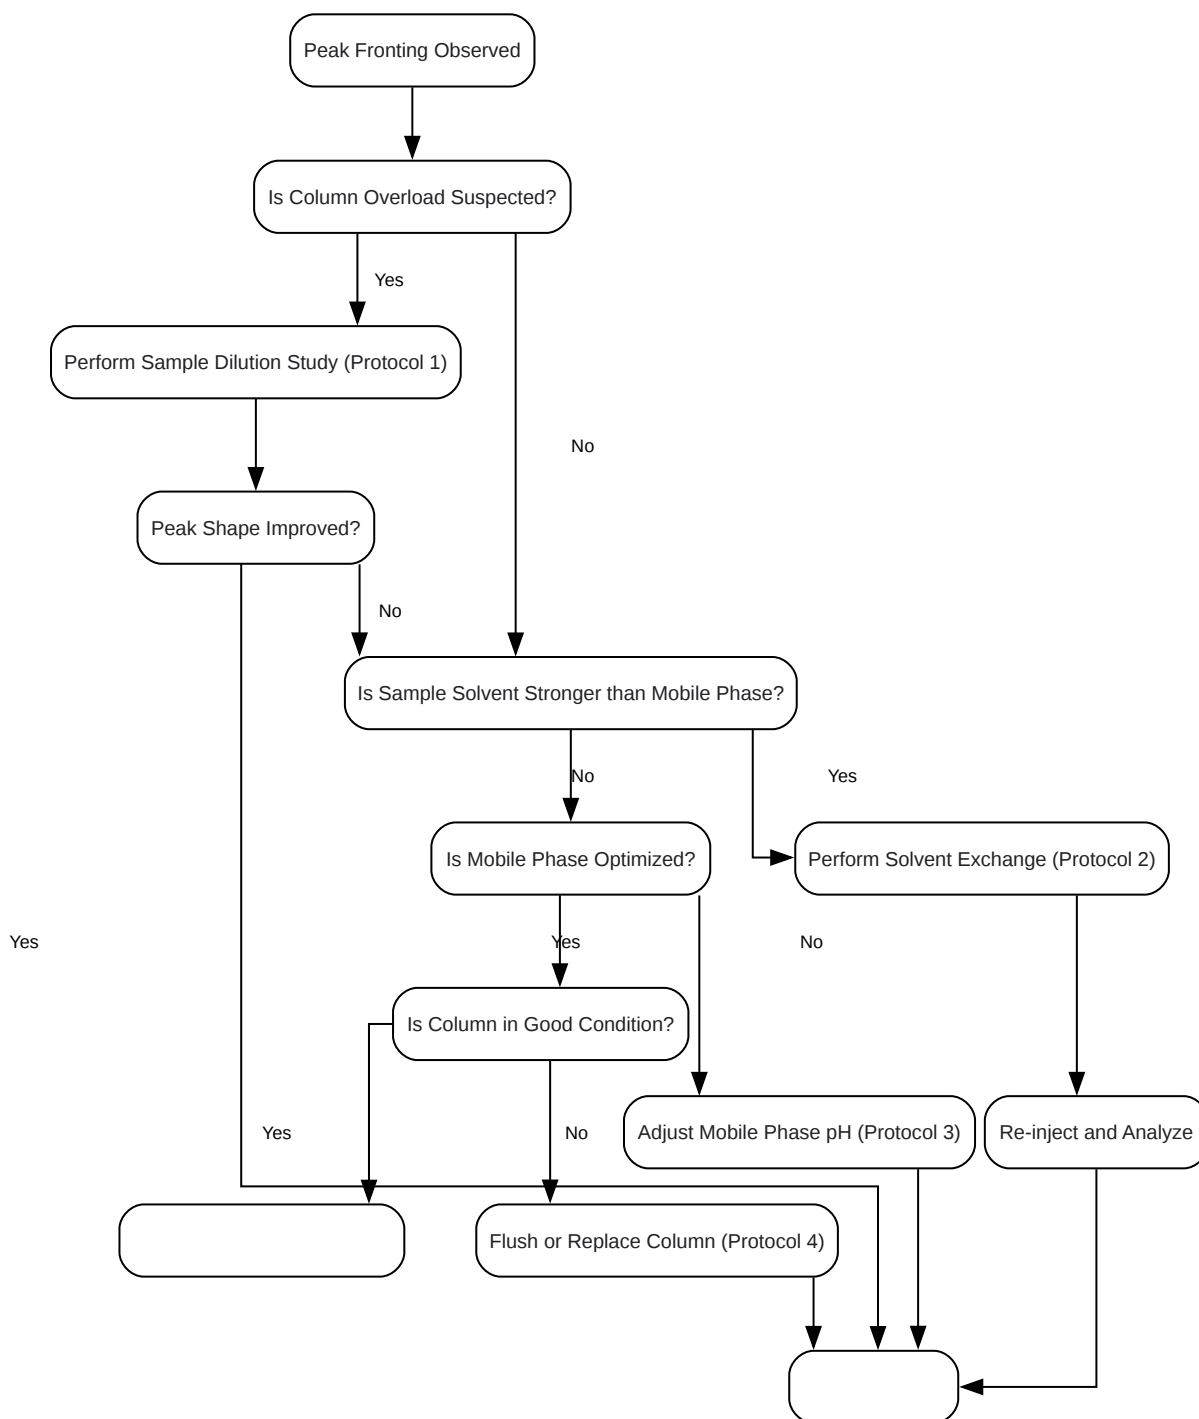 Peak Fronting Observed
Is Column Overload Suspected?
Yes
Perform Sample Dilution Study (Protocol 1)
No
Peak Shape Improved?
No
Is Sample Solvent Stronger than Mobile Phase?
No
Yes
Is Mobile Phase Optimized?
Perform Solvent Exchange (Protocol 2)
Yes
Yes
No
Is Column in Good Condition?
Yes
No
Adjust Mobile Phase pH (Protocol 3)
Re-inject and Analyze
Flush or Replace Column (Protocol 4)